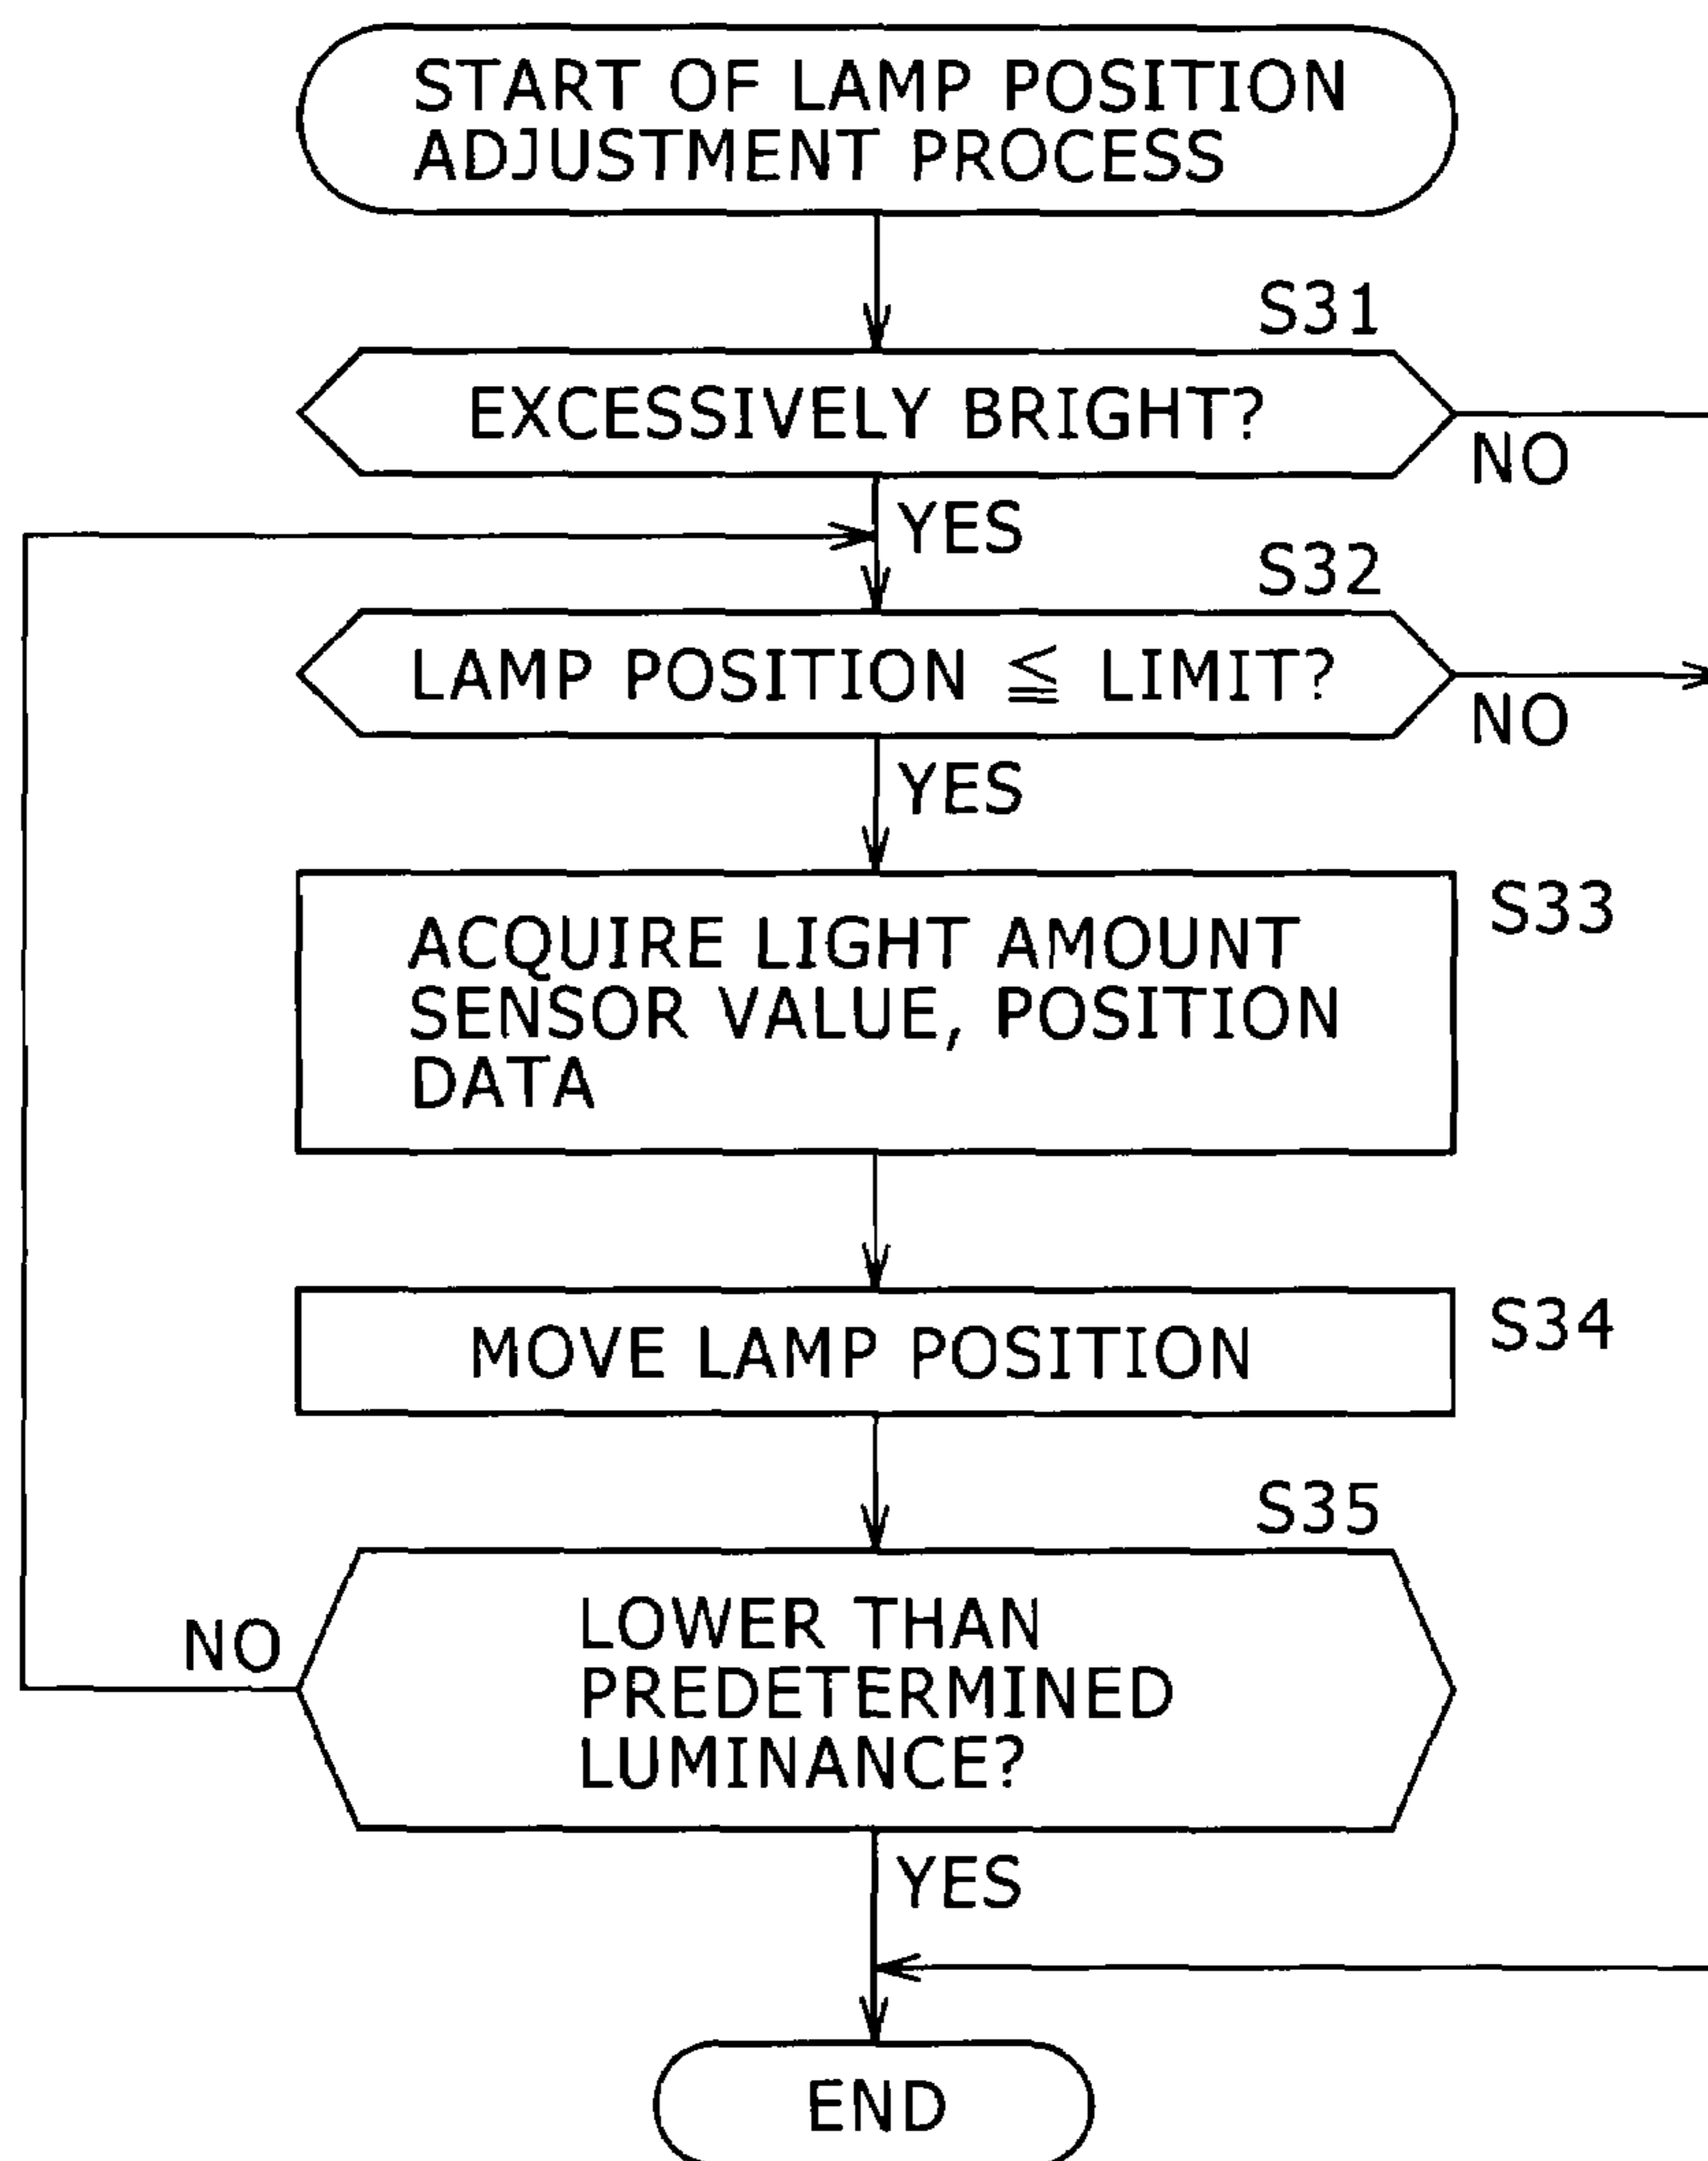 START OF LAMP POSITION
ADJUSTMENT PROCESS
S31
EXCESSIVELY BRIGHT?
NO
YES
S32
LAMP POSITION ≦ LIMIT?
NO
YES
S33
ACQUIRE LIGHT AMOUNT
SENSOR VALUE, POSITION
DATA
S34
MOVE LAMP POSITION
S35
LOWER THAN
PREDETERMINED
LUMINANCE?
NO
YES
END